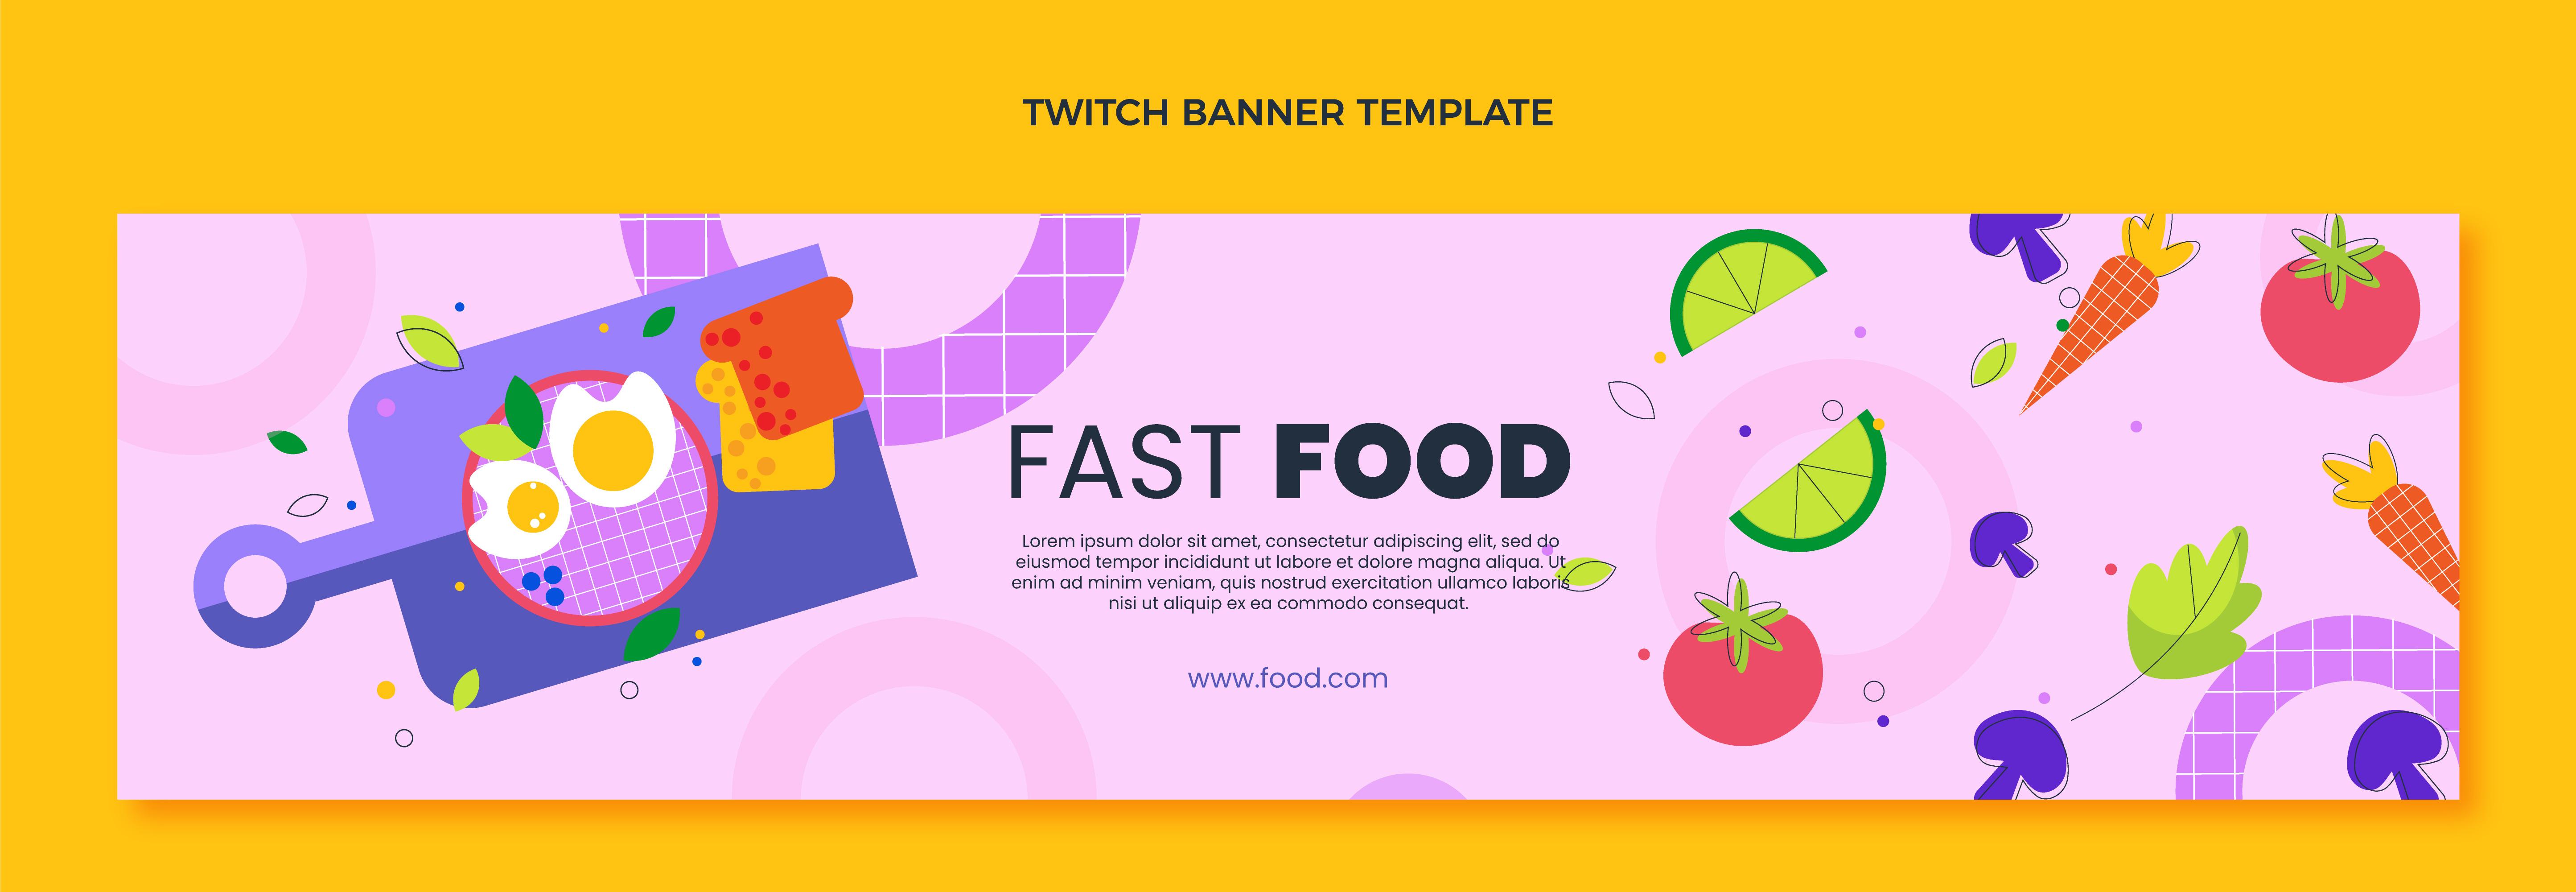 TWITCH BANNER TEMPLATE
FAST FOOD
Lorem ipsum dolor sit amet, consectetur adipiscing elit, sed do
eiusmod tempor incididunt ut labore et dolore magna aliqua. Ut
enim ad minim veniam, quis nostrud exercitation ullamco laboris
nisi ut aliquip ex ea commodo consequat.
www.food.com